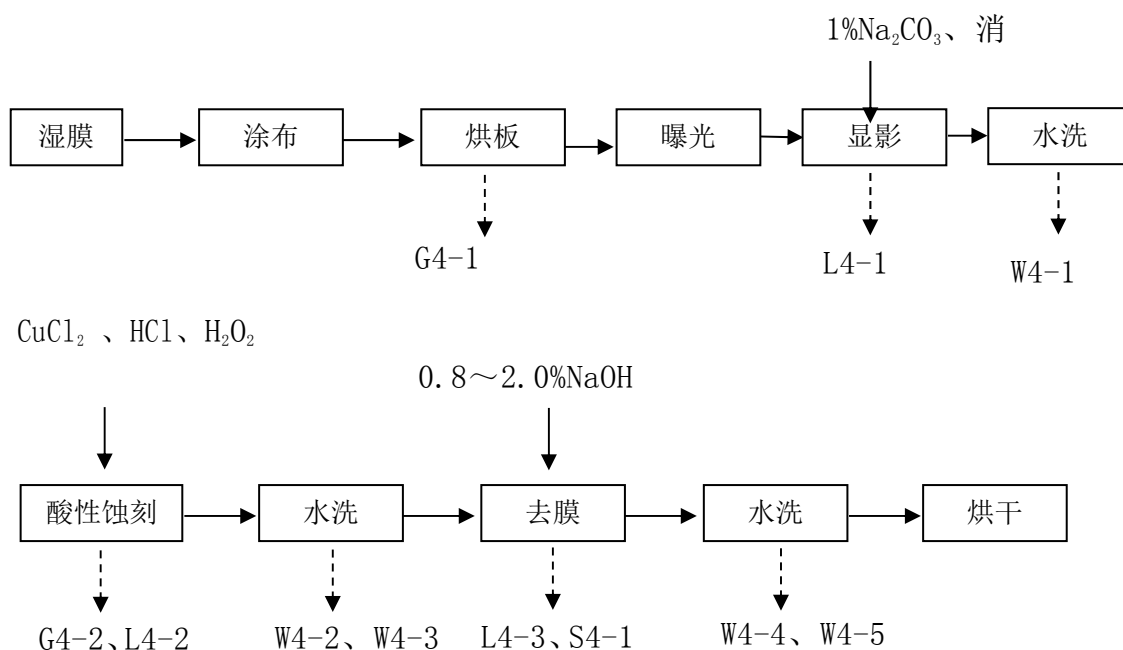 1%Na₂CO₃、消
湿膜 涂布 烘板 曝光 显影 水洗
G4-1 L4-1 W4-1
CuCl₂ 、HCl、H₂O₂
0.8～2.0%NaOH
酸性蚀刻 水洗 去膜 水洗 烘干
G4-2、L4-2 W4-2、W4-3 L4-3、S4-1 W4-4、W4-5